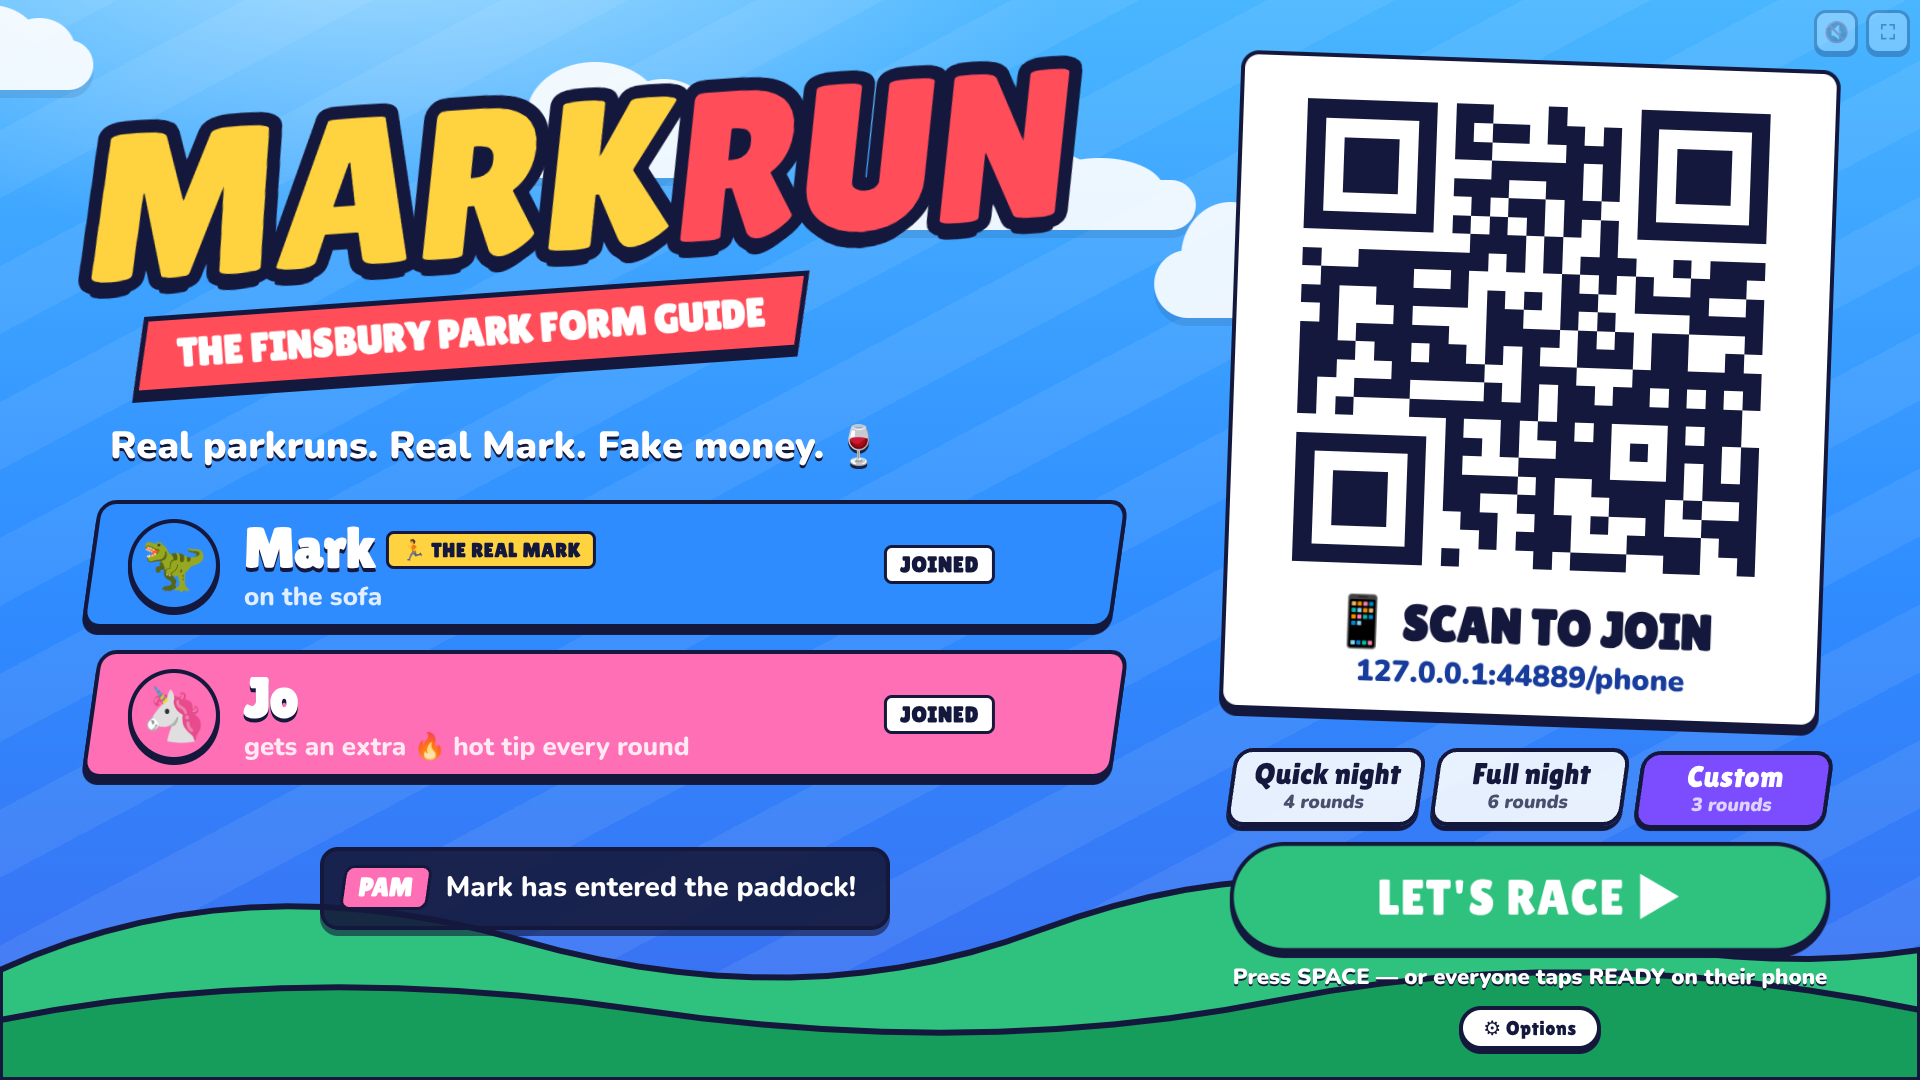 MARKRUN
THE FINSBURY PARK FORM GUIDE
Real parkruns. Real Mark. Fake money. 🍷
Mark 🏃 THE REAL MARK
on the sofa
JOINED
Jo
gets an extra 🔥 hot tip every round
JOINED
PAM Mark has entered the paddock!
📱 SCAN TO JOIN
127.0.0.1:44889/phone
Quick night
4 rounds
Full night
6 rounds
Custom
3 rounds
LET'S RACE ▶
Press SPACE — or everyone taps READY on their phone
⚙ Options